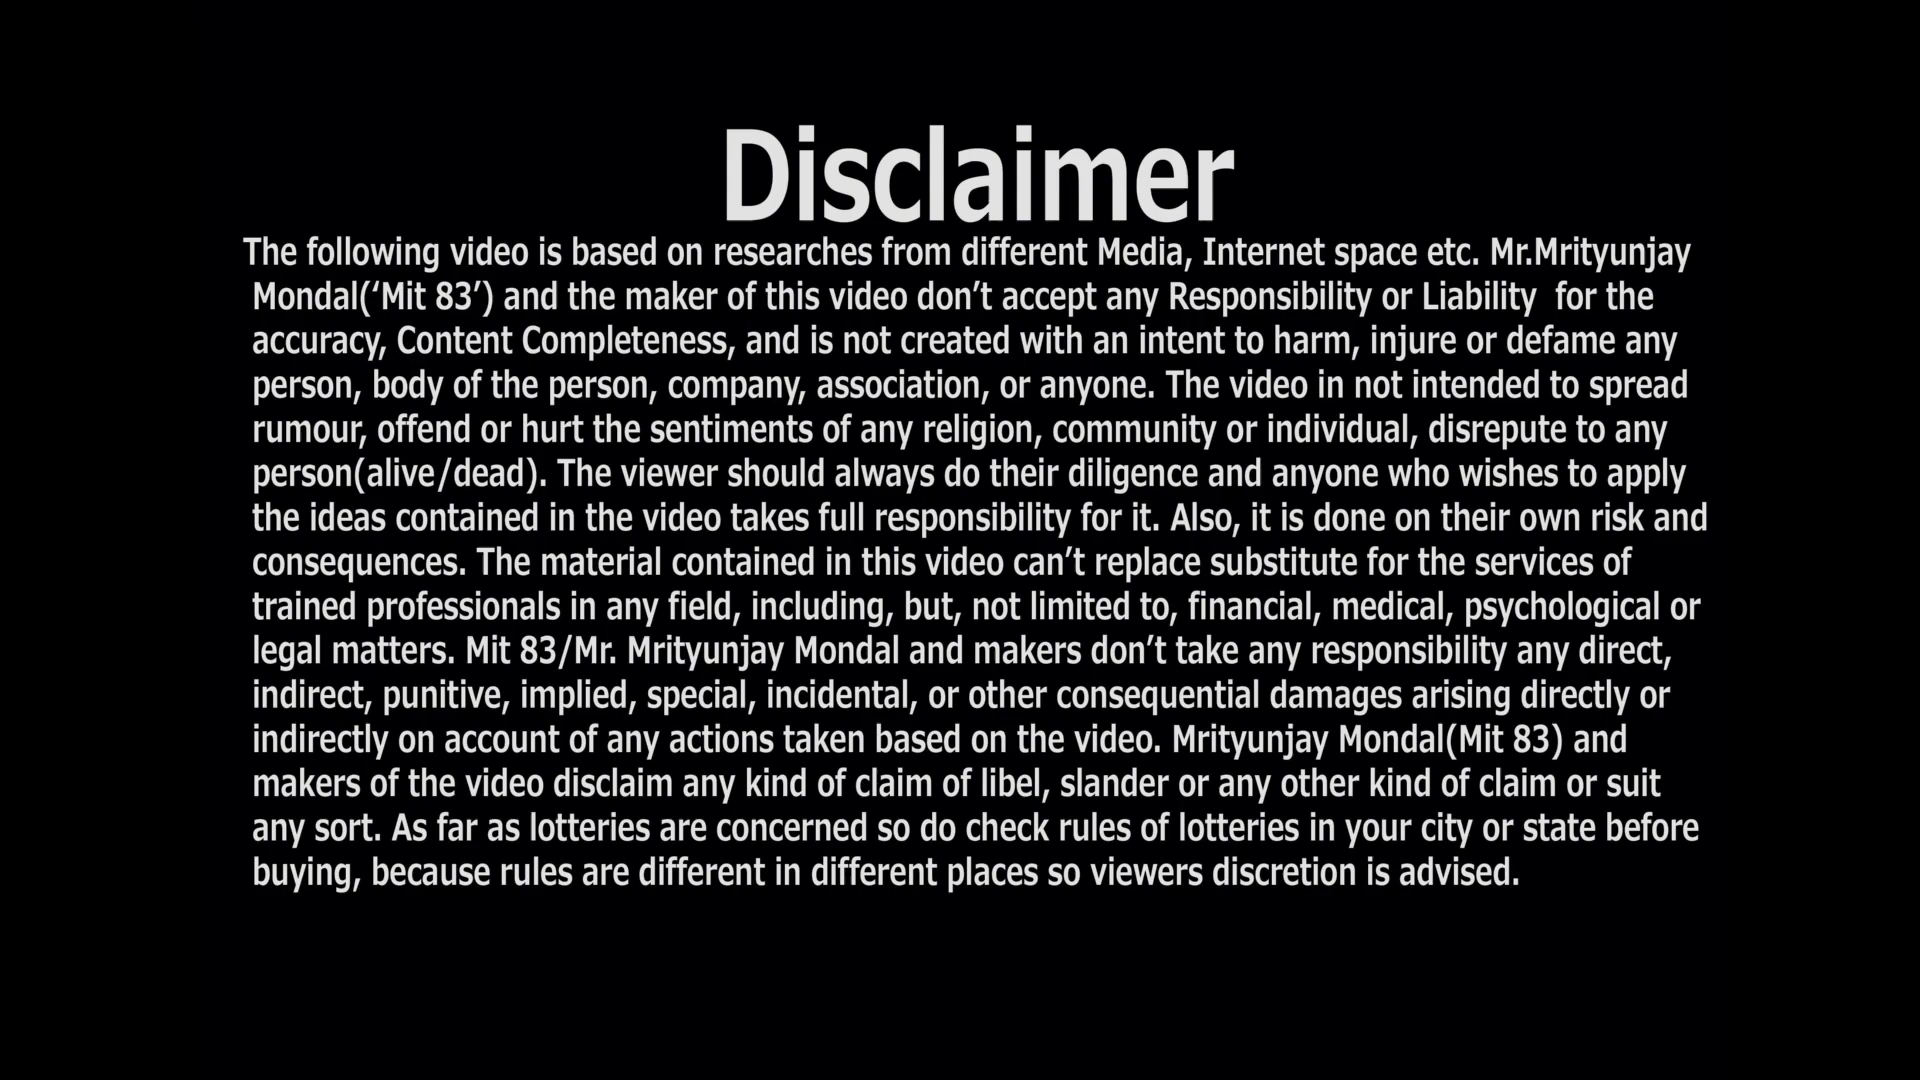 Disclaimer
The following video is based on researches from different Media, Internet space etc. Mr.Mrityunjay
Mondal(‘Mit 83’) and the maker of this video don’t accept any Responsibility or Liability  for the
accuracy, Content Completeness, and is not created with an intent to harm, injure or defame any
person, body of the person, company, association, or anyone. The video in not intended to spread
rumour, offend or hurt the sentiments of any religion, community or individual, disrepute to any
person(alive/dead). The viewer should always do their diligence and anyone who wishes to apply
the ideas contained in the video takes full responsibility for it. Also, it is done on their own risk and
consequences. The material contained in this video can’t replace substitute for the services of
trained professionals in any field, including, but, not limited to, financial, medical, psychological or
legal matters. Mit 83/Mr. Mrityunjay Mondal and makers don’t take any responsibility any direct,
indirect, punitive, implied, special, incidental, or other consequential damages arising directly or
indirectly on account of any actions taken based on the video. Mrityunjay Mondal(Mit 83) and
makers of the video disclaim any kind of claim of libel, slander or any other kind of claim or suit
any sort. As far as lotteries are concerned so do check rules of lotteries in your city or state before
buying, because rules are different in different places so viewers discretion is advised.